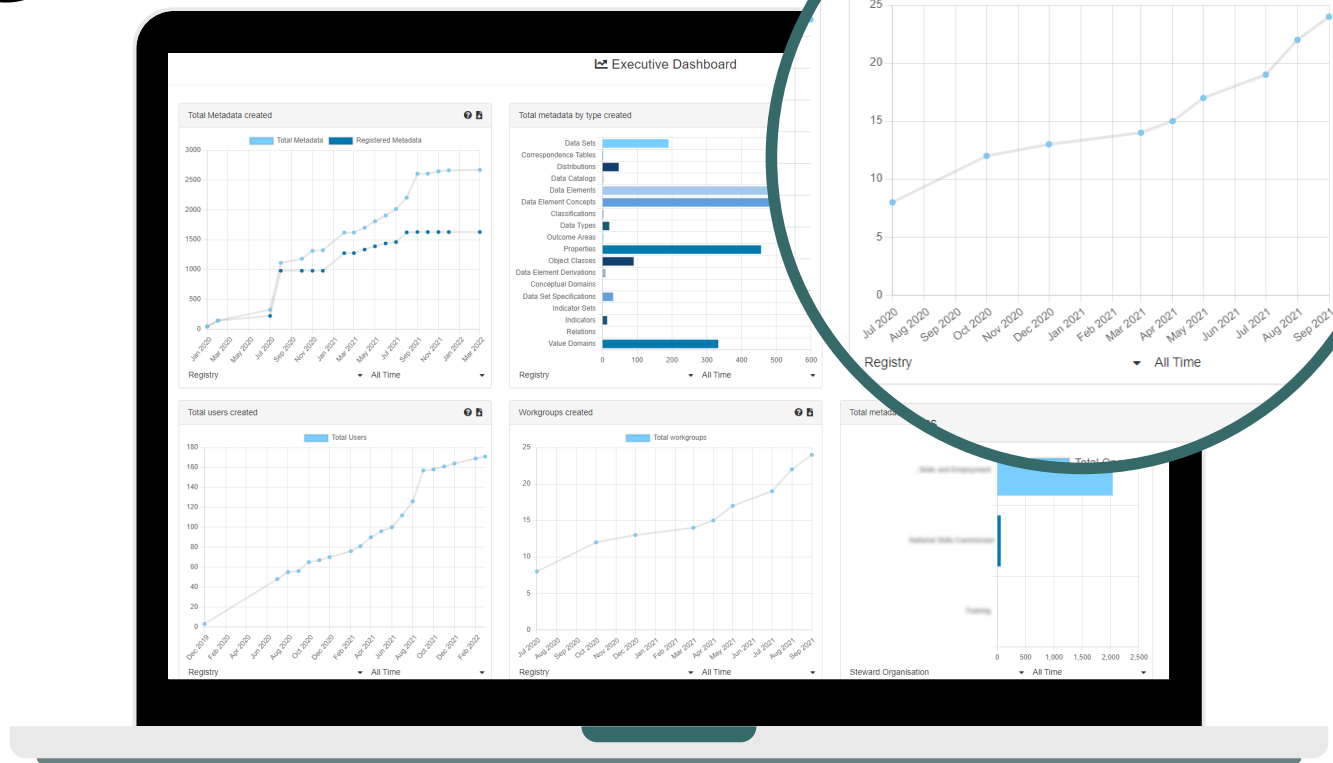 Executive Dashboard
Total Metadata created
Total Metadata
Registered Metadata
3000
2500
2000
1500
1000
500
0
Jan 2020
Mar 2020
May 2020
Jul 2020
Sep 2020
Nov 2020
Jan 2021
Mar 2021
May 2021
Jul 2021
Sep 2021
Nov 2021
Jan 2022
Mar 2022
Registry
All Time
Total metadata by type created
Data Sets
Correspondence Tables
Distributions
Data Catalogs
Data Elements
Data Element Concepts
Classifications
Data Types
Outcome Areas
Properties
Object Classes
Data Element Derivations
Conceptual Domains
Data Set Specifications
Indicator Sets
Indicators
Relations
Value Domains
0 100 200 300 400 500 600
Registry
All Time
25
20
15
10
5
0
Jul 2020
Aug 2020
Sep 2020
Oct 2020
Nov 2020
Dec 2020
Jan 2021
Feb 2021
Mar 2021
Apr 2021
May 2021
Jun 2021
Jul 2021
Aug 2021
Sep 2021
Registry
All Time
Total users created
Total Users
180
160
140
120
100
80
60
40
20
0
Dec 2019
Feb 2020
Apr 2020
Jun 2020
Aug 2020
Oct 2020
Dec 2020
Feb 2021
Apr 2021
Jun 2021
Aug 2021
Oct 2021
Dec 2021
Feb 2022
Registry
All Time
Workgroups created
Total workgroups
25
20
15
10
5
0
Jul 2020
Aug 2020
Sep 2020
Oct 2020
Nov 2020
Dec 2020
Jan 2021
Feb 2021
Mar 2021
Apr 2021
May 2021
Jun 2021
Jul 2021
Aug 2021
Sep 2021
Registry
All Time
Total
Total
Skills and Employment
National Skills Commission
Training
0 500 1,000 1,500 2,000 2,500
Steward Organisation
All Time